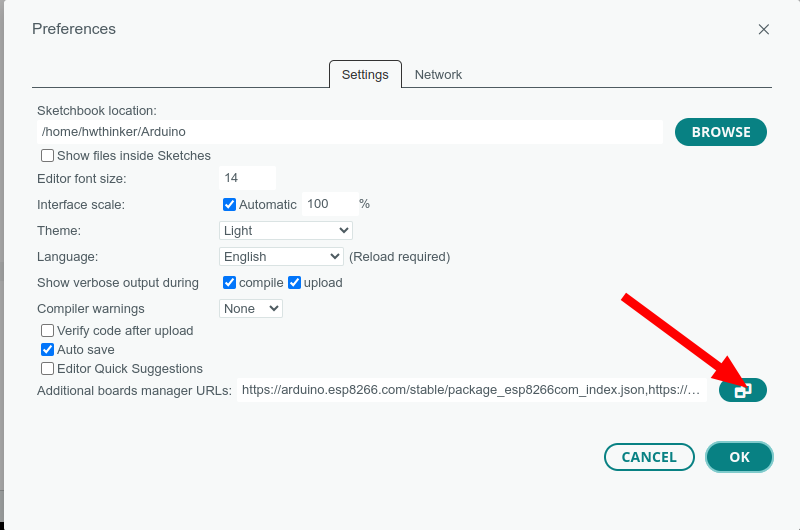 Preferences
Settings Network
Sketchbook location:
/home/hwthinker/Arduino BROWSE
Show files inside Sketches
Editor font size: 14
Interface scale: Automatic 100 %
Theme: Light
Language: English (Reload required)
Show verbose output during compile upload
Compiler warnings None
Verify code after upload
Auto save
Editor Quick Suggestions
Additional boards manager URLs: https://arduino.esp8266.com/stable/package_esp8266com_index.json,https://…
CANCEL OK